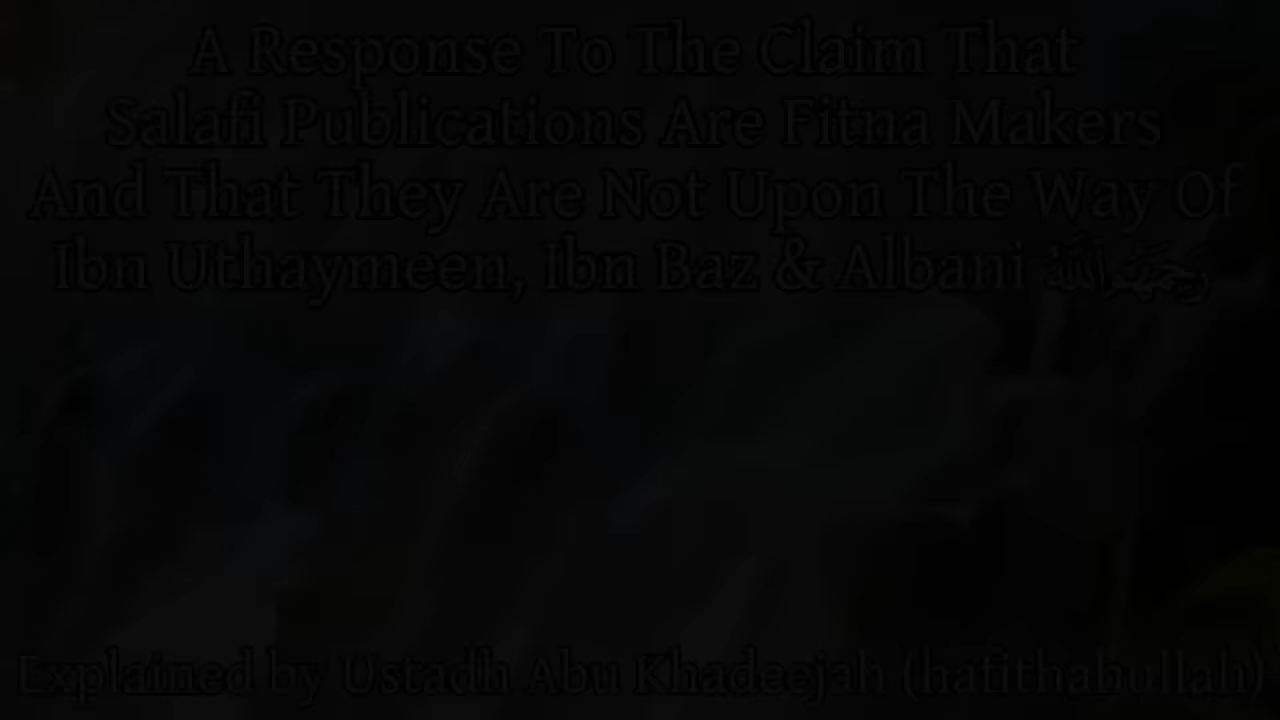 A Response To The Claim That
Salafi Publications Are Fitna Makers
And That They Are Not Upon The Way Of
Ibn Uthaymeen, Ibn Baz & Albani رحمهم الله
Explained by Ustadh Abu Khadeejah (hafithahullah)